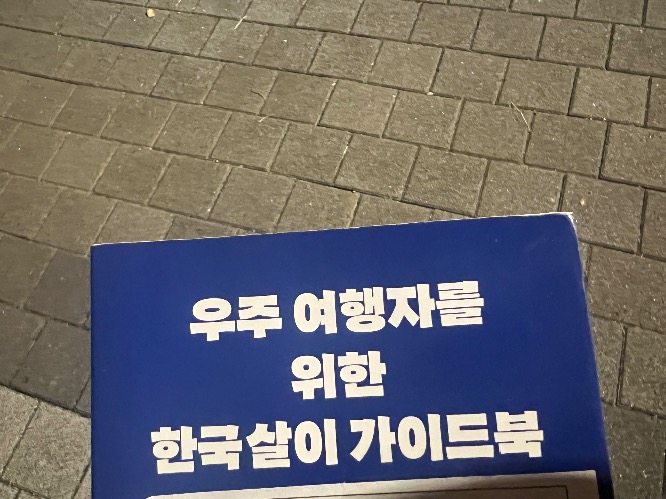 우주 여행자를
위한
한국살이 가이드북